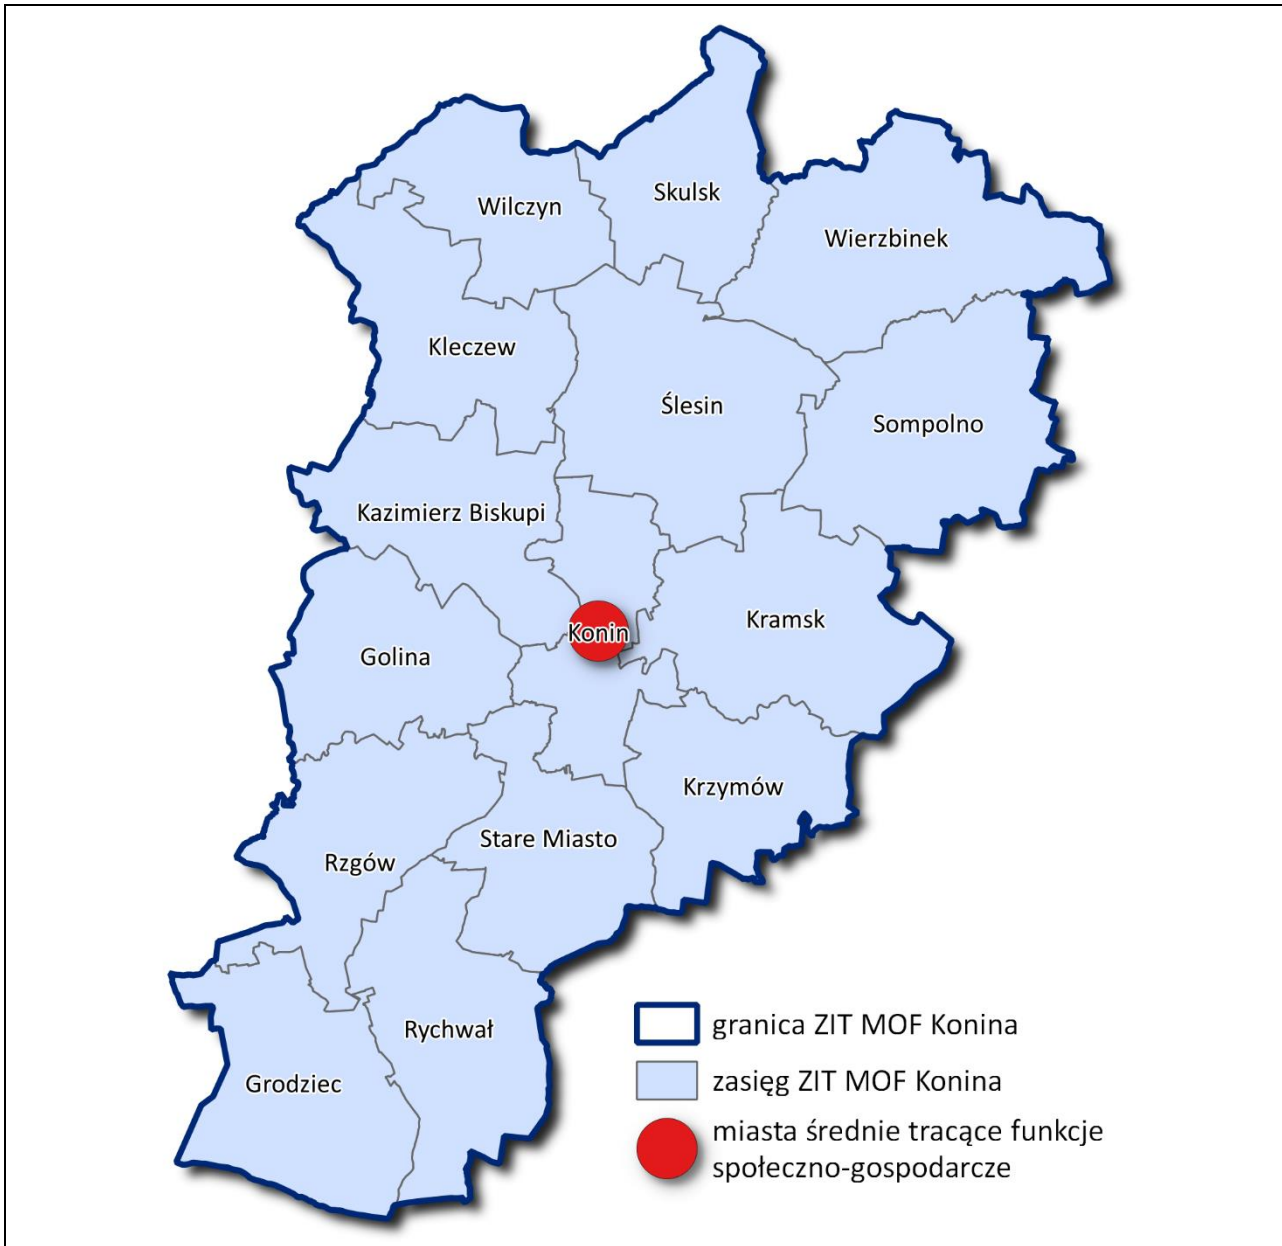 Skulsk
Wilczyn
Wierzbinek
Kleczew
Ślesin
Sompolno
Kazimierz Biskupi
Kramsk
Konin
Golina
Krzymów
Stare Miasto
Rzgów
Rychwał
Grodziec
granica ZIT MOF Konina
zasięg ZIT MOF Konina
miasta średnie tracące funkcje
społeczno-gospodarcze